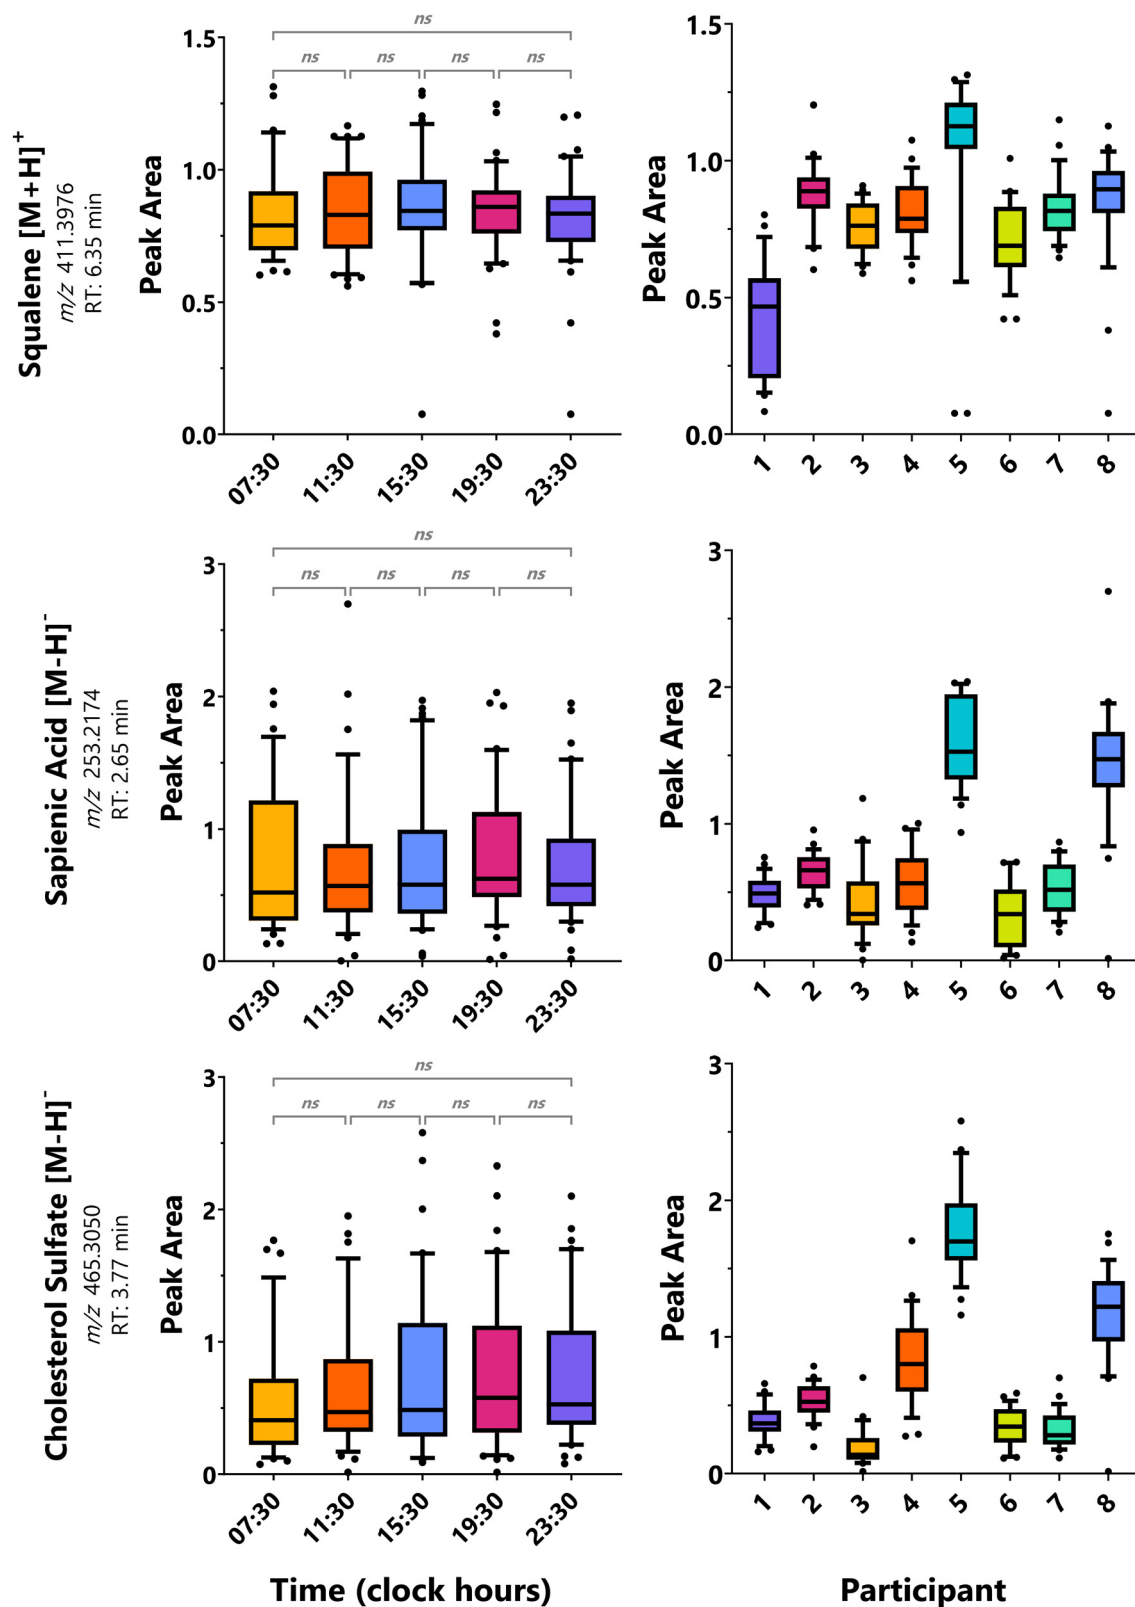 Squalene [M+H]+
m/z 411.3976
RT: 6.35 min
Peak Area
1.5
1.0
0.5
0.0
ns
ns ns ns ns
07:30 11:30 15:30 19:30 23:30
Peak Area
1.5
1.0
0.5
0.0
1 2 3 4 5 6 7 8
Sapienic Acid [M-H]-
m/z 253.2174
RT: 2.65 min
Peak Area
3
2
1
0
ns
ns ns ns ns
07:30 11:30 15:30 19:30 23:30
Peak Area
3
2
1
0
1 2 3 4 5 6 7 8
Cholesterol Sulfate [M-H]-
m/z 465.3050
RT: 3.77 min
Peak Area
3
2
1
0
ns
ns ns ns ns
07:30 11:30 15:30 19:30 23:30
Time (clock hours)
Peak Area
3
2
1
0
1 2 3 4 5 6 7 8
Participant